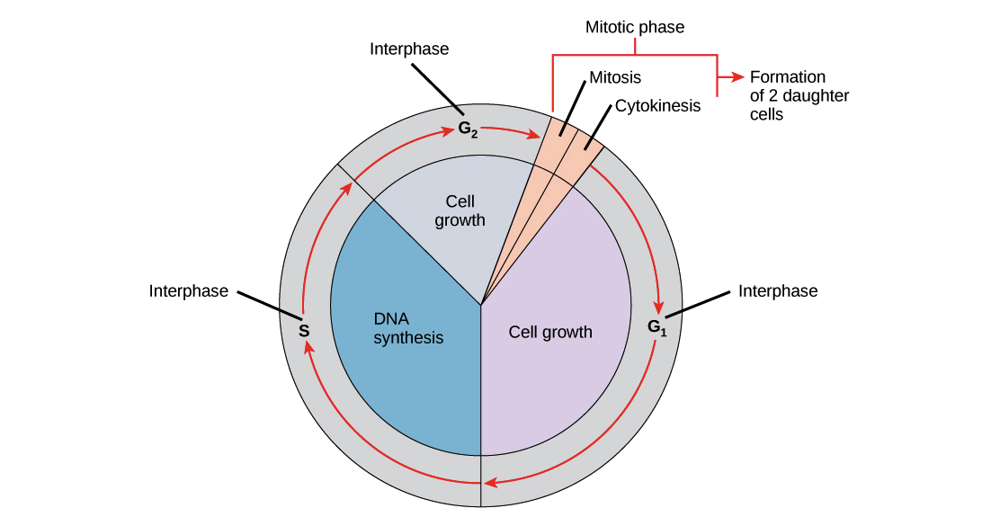 Mitotic phase
Interphase
Mitosis
Formation
of 2 daughter
cells
Cytokinesis
G₂
Cell
growth
Interphase
Interphase
S
DNA
synthesis
Cell growth
G₁